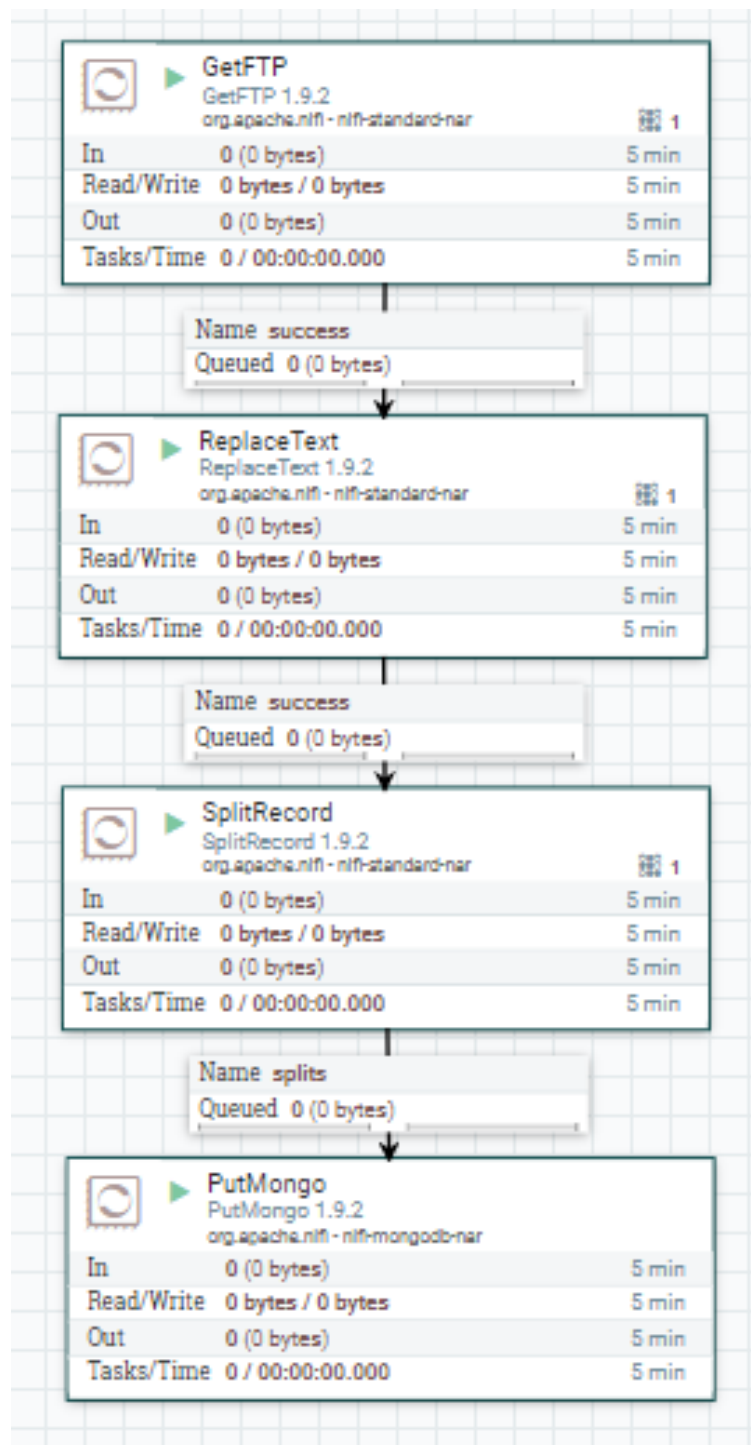 GetFTP
GetFTP 1.9.2
org.apache.nifi - nifi-standard-nar
1
In 0 (0 bytes) 5 min
Read/Write 0 bytes / 0 bytes 5 min
Out 0 (0 bytes) 5 min
Tasks/Time 0 / 00:00:00.000 5 min
Name success
Queued 0 (0 bytes)
ReplaceText
ReplaceText 1.9.2
org.apache.nifi - nifi-standard-nar
1
In 0 (0 bytes) 5 min
Read/Write 0 bytes / 0 bytes 5 min
Out 0 (0 bytes) 5 min
Tasks/Time 0 / 00:00:00.000 5 min
Name success
Queued 0 (0 bytes)
SplitRecord
SplitRecord 1.9.2
org.apache.nifi - nifi-standard-nar
1
In 0 (0 bytes) 5 min
Read/Write 0 bytes / 0 bytes 5 min
Out 0 (0 bytes) 5 min
Tasks/Time 0 / 00:00:00.000 5 min
Name splits
Queued 0 (0 bytes)
PutMongo
PutMongo 1.9.2
org.apache.nifi - nifi-mongodb-nar
In 0 (0 bytes) 5 min
Read/Write 0 bytes / 0 bytes 5 min
Out 0 (0 bytes) 5 min
Tasks/Time 0 / 00:00:00.000 5 min